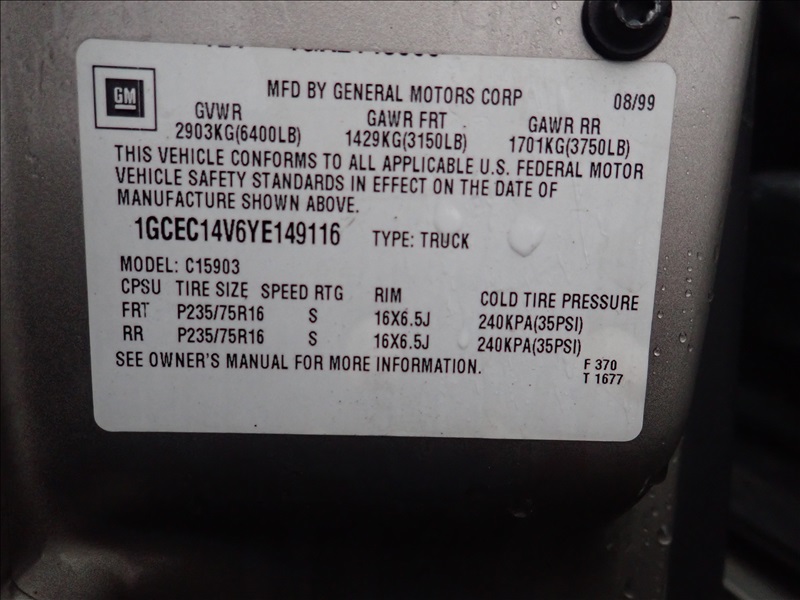 MFD BY GENERAL MOTORS CORP 08/99
GM
GVWR GAWR FRT GAWR RR
2903KG(6400LB) 1429KG(3150LB) 1701KG(3750LB)
THIS VEHICLE CONFORMS TO ALL APPLICABLE U.S. FEDERAL MOTOR
VEHICLE SAFETY STANDARDS IN EFFECT ON THE DATE OF
MANUFACTURE SHOWN ABOVE.
1GCEC14V6YE149116 TYPE: TRUCK
MODEL: C15903
CPSU TIRE SIZE SPEED RTG RIM COLD TIRE PRESSURE
FRT P235/75R16 S 16X6.5J 240KPA(35PSI)
RR P235/75R16 S 16X6.5J 240KPA(35PSI)
SEE OWNER'S MANUAL FOR MORE INFORMATION.
F 370
T 1677